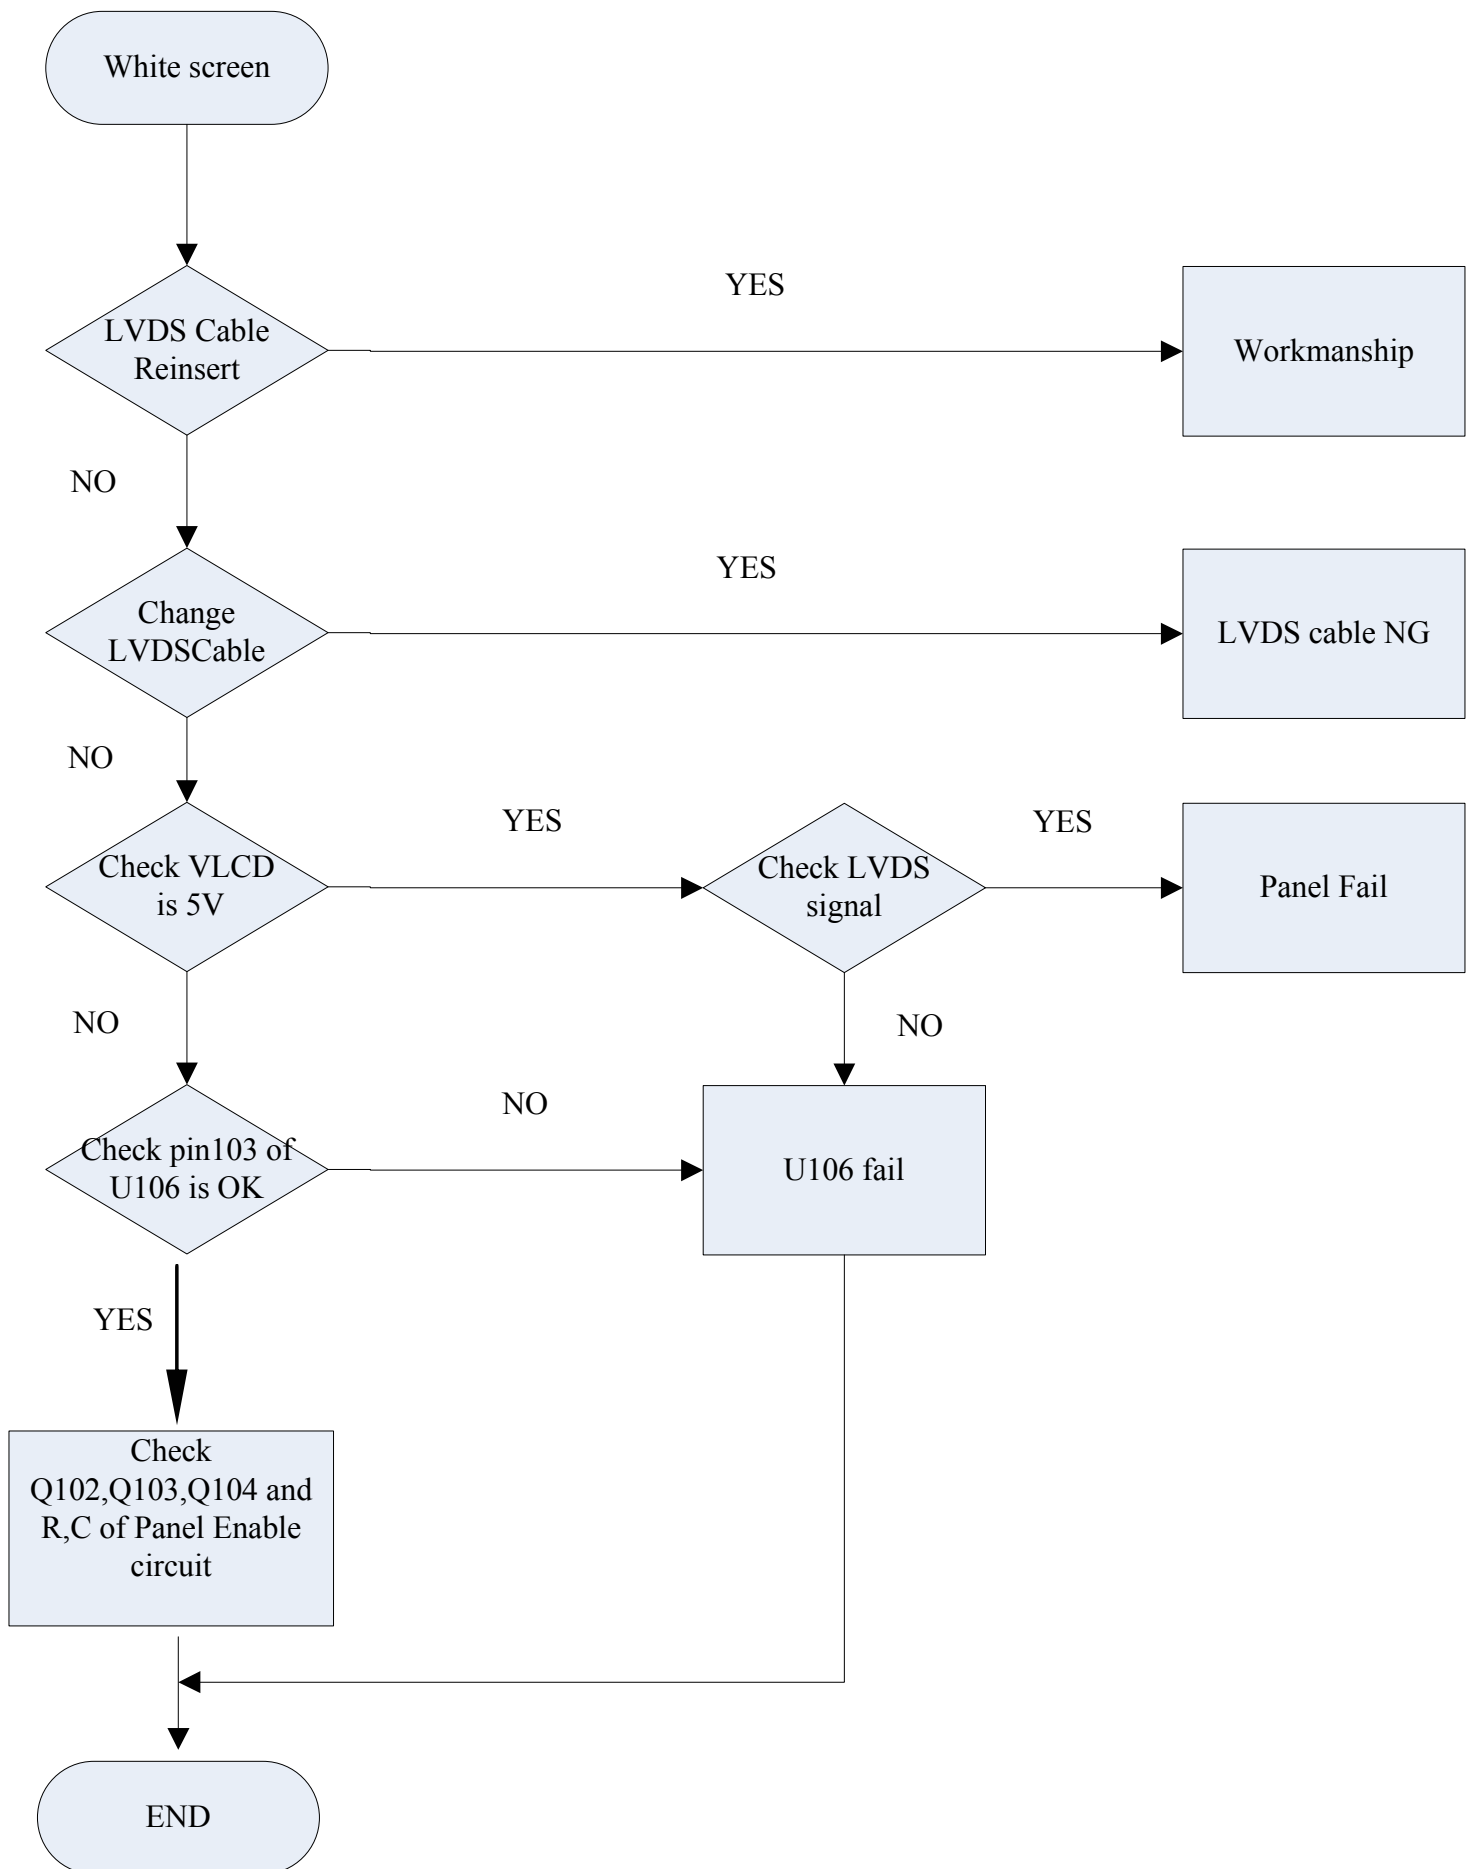 White screen
YES
LVDS Cable
Reinsert
Workmanship
NO
YES
Change
LVDSCable
LVDS cable NG
NO
YES
YES
Check VLCD
is 5V
Check LVDS
signal
Panel Fail
NO
NO
NO
Check pin103 of
U106 is OK
U106 fail
YES
Check
Q102,Q103,Q104 and
R,C of Panel Enable
circuit
END